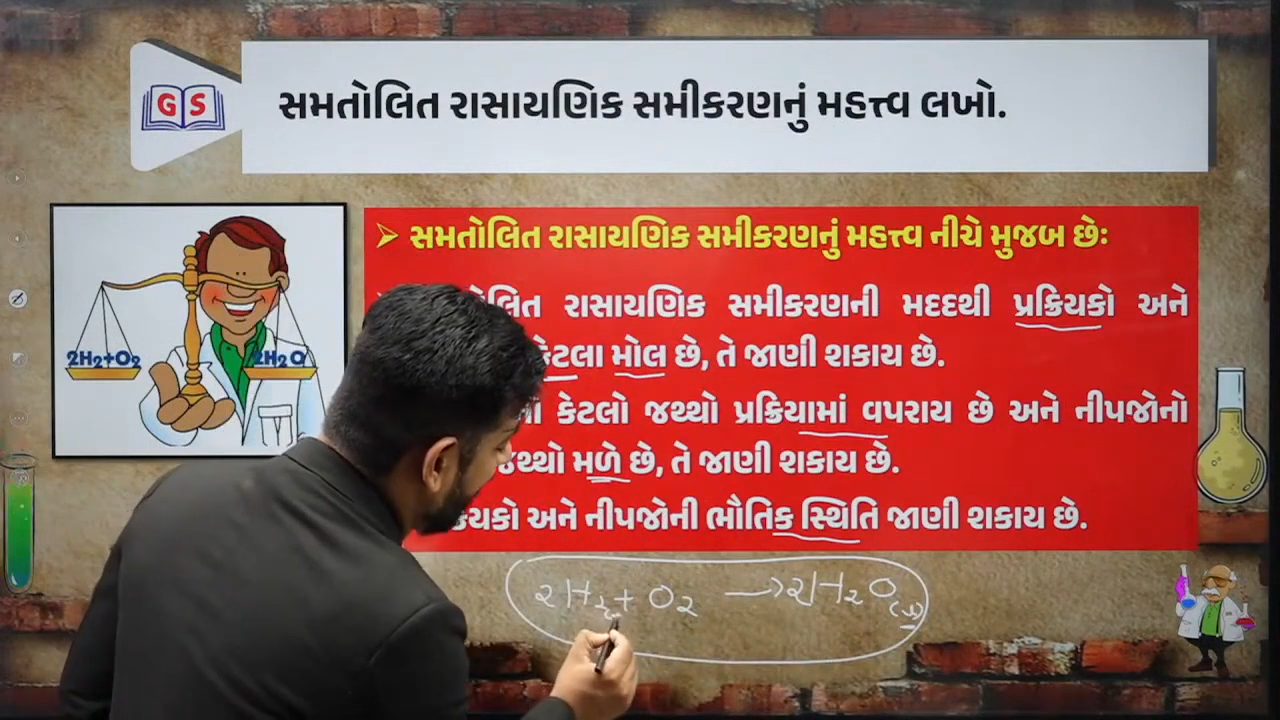 GS
સમતોલિત રાસાયણિક સમીકરણનું મહત્ત્વ લખો.
➢ સમતોલિત રાસાયણિક સમીકરણનું મહત્ત્વ નીચે મુજબ છેઃ
રાસાયણિક સમીકરણની મદદથી પ્રક્રિયકો અને
કેટલા મોલ છે, તે જાણી શકાય છે.
કેટલો જથ્થો પ્રક્રિયામાં વપરાય છે અને નીપજોનો
જથ્થો મળે છે, તે જાણી શકાય છે.
અને નીપજોની ભૌતિક સ્થિતિ જાણી શકાય છે.
2H₂+O₂
2H₂O
2H₂ + O₂ → 2H₂O